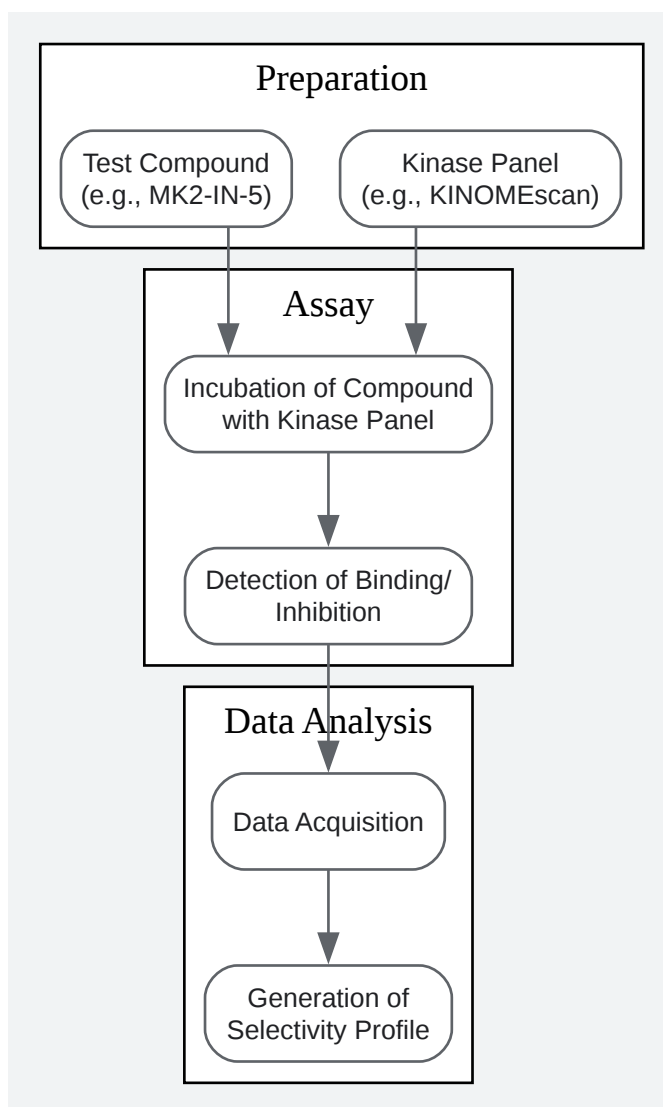 Preparation
Test Compound
(e.g., MK2-IN-5)
Kinase Panel
(e.g., KINOMEscan)
Assay
Incubation of Compound
with Kinase Panel
Detection of Binding/
Inhibition
Data Analysis
Data Acquisition
Generation of
Selectivity Profile